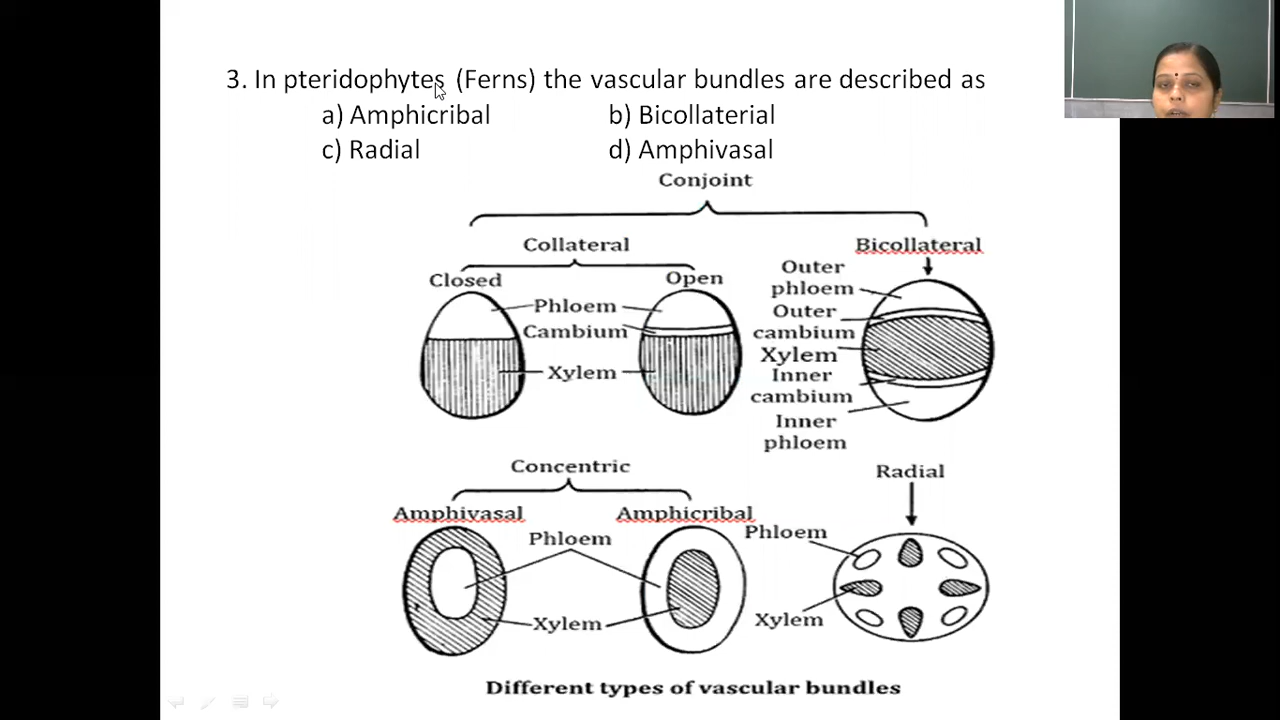 3. In pteridophytes (Ferns) the vascular bundles are described as
a) Amphicribal b) Bicollaterial
c) Radial d) Amphivasal
Conjoint
Collateral
Bicollateral
Closed
Open
Phloem
Cambium
Xylem
Outer
phloem
Outer
cambium
Xylem
Inner
cambium
Inner
phloem
Concentric
Amphivasal
Amphicribal
Phloem
Xylem
Radial
Phloem
Xylem
Different types of vascular bundles